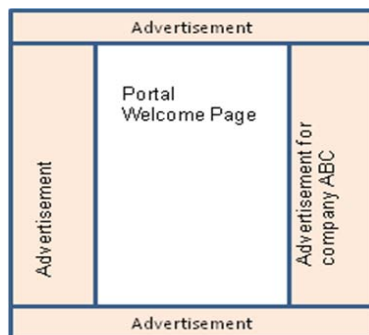 Advertisement
Advertisement
Portal
Welcome Page
Advertisement for
company ABC
Advertisement